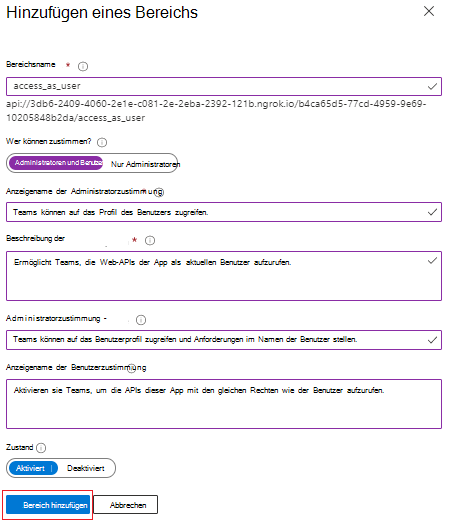 Hinzufügen eines Bereichs
Bereichsname *
access_as_user
api://3db6-2409-4060-2e1e-c081-2e-2eba-2392-121b.ngrok.io/b4ca65d5-77cd-4959-9e69-
10205848b2da/access_as_user
Wer können zustimmen?
Administratoren und Benutze Nur Administratoren
Anzeigename der Administratorzustimmung
Teams können auf das Profil des Benutzers zugreifen.
Beschreibung der *
Ermöglicht Teams, die Web-APIs der App als aktuellen Benutzer aufzurufen.
Administratorzustimmung -
Teams können auf das Benutzerprofil zugreifen und Anforderungen im Namen der Benutzer stellen.
Anzeigename der Benutzerzustimmung
Aktivieren sie Teams, um die APIs dieser App mit den gleichen Rechten wie der Benutzer aufzurufen.
Zustand
Aktiviert Deaktiviert
Bereich hinzufügen Abbrechen